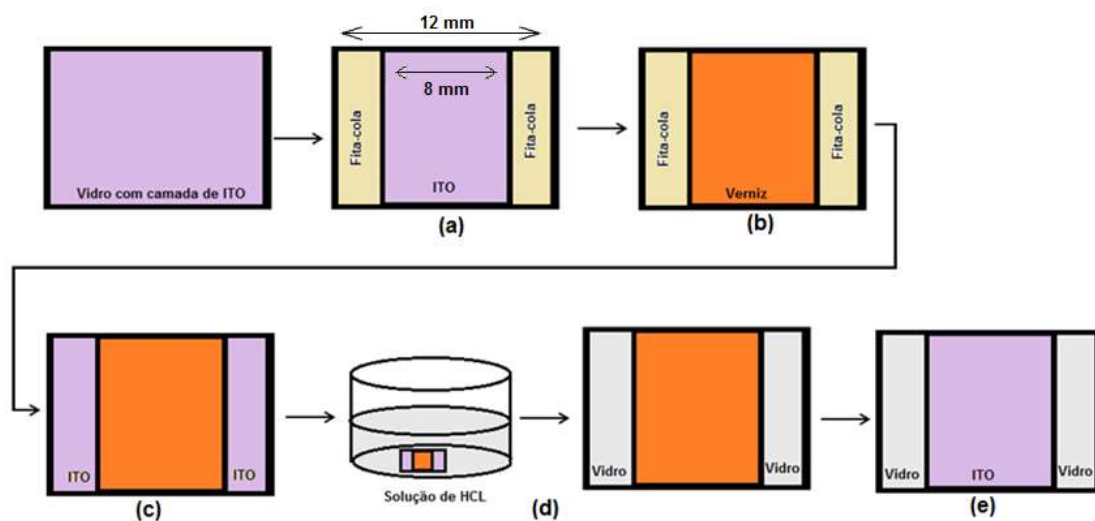 12 mm
8 mm
Vidro com camada de ITO
Fita-cola
ITO
Fita-cola
(a)
Fita-cola
Verniz
Fita-cola
(b)
ITO
ITO
(c)
Solução de HCL
(d)
Vidro
Vidro
Vidro
ITO
Vidro
(e)